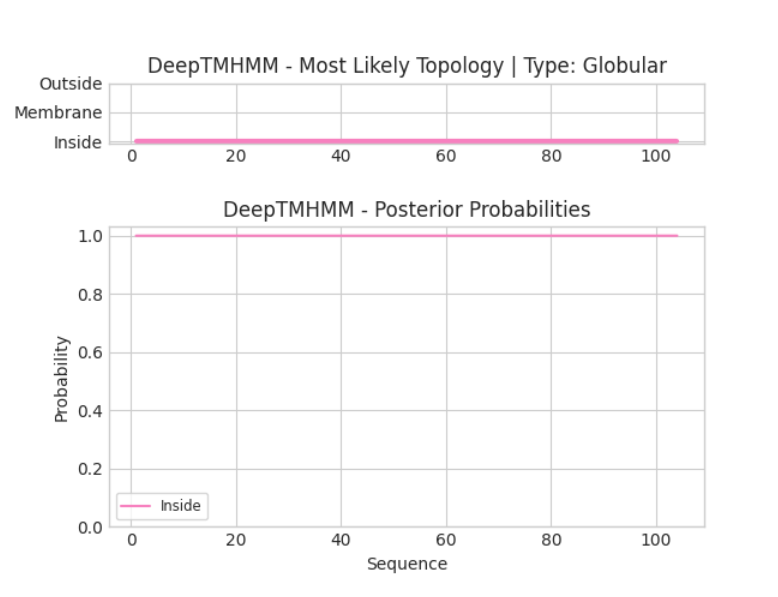 DeepTMHMM - Most Likely Topology | Type: Globular
Outside
Membrane
Inside
0 20 40 60 80 100
DeepTMHMM - Posterior Probabilities
1.0
0.8
0.6
0.4
0.2
0.0
Probability
Inside
0 20 40 60 80 100
Sequence